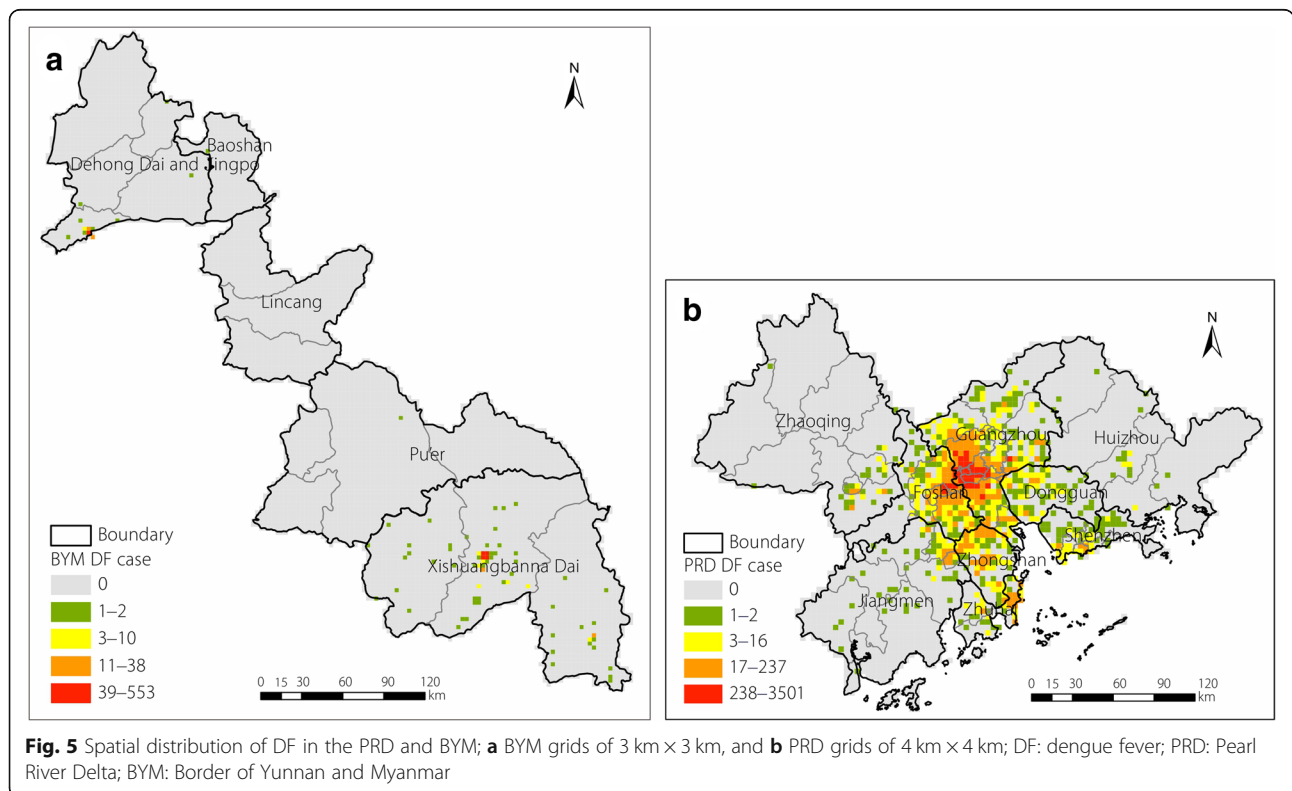 a
N
Baoshan
Dehong Dai and Jingpo
Lincang
Puer
Xishuangbanna Dai
Boundary
BYM DF case
0
1–2
3–10
11–38
39–553
0 15 30 60 90 120
km
b
N
Zhaoqing
Guangzhou
Huizhou
Foshan
Dongguan
Shenzhen
Zhongshan
Jiangmen
Zhuhai
Boundary
PRD DF case
0
1–2
3–16
17–237
238–3501
0 15 30 60 90 120
km
Fig. 5 Spatial distribution of DF in the PRD and BYM; a BYM grids of 3 km × 3 km, and b PRD grids of 4 km × 4 km; DF: dengue fever; PRD: Pearl
River Delta; BYM: Border of Yunnan and Myanmar